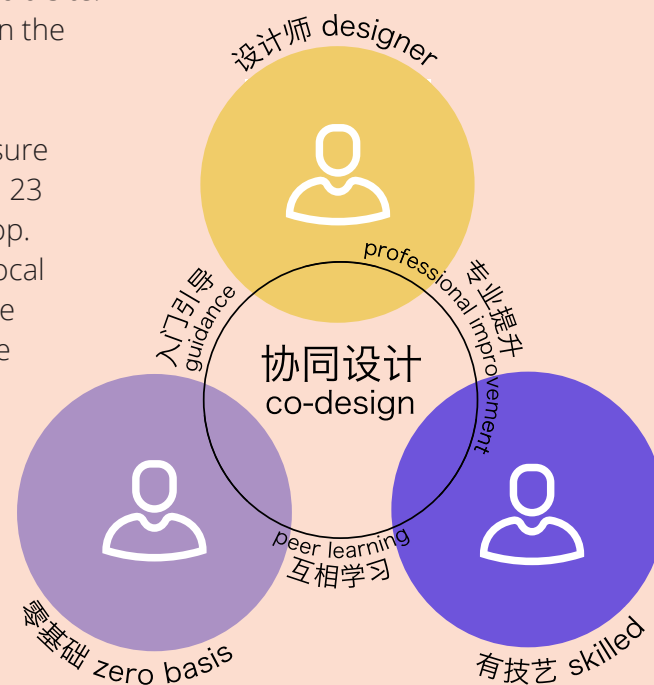 n the
sure
23
op.
ocal
e
e
设计师 designer
入门引导
guidance
professional improvement
专业提升
协同设计
co-design
peer learning
互相学习
零基础 zero basis
有技艺 skilled